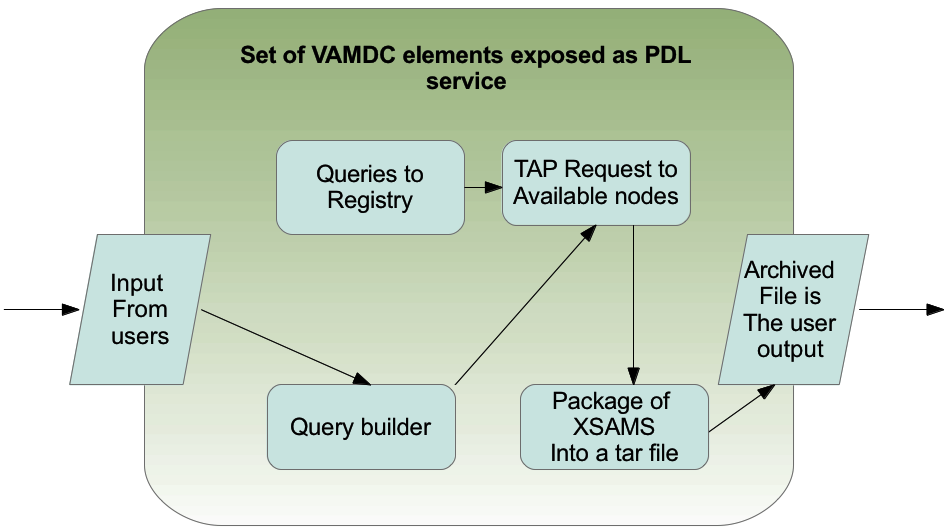 Set of VAMDC elements exposed as PDL
service
Queries to
Registry
TAP Request to
Available nodes
Input
From
users
Archived
File is
The user
output
Query builder
Package of
XSAMS
Into a tar file